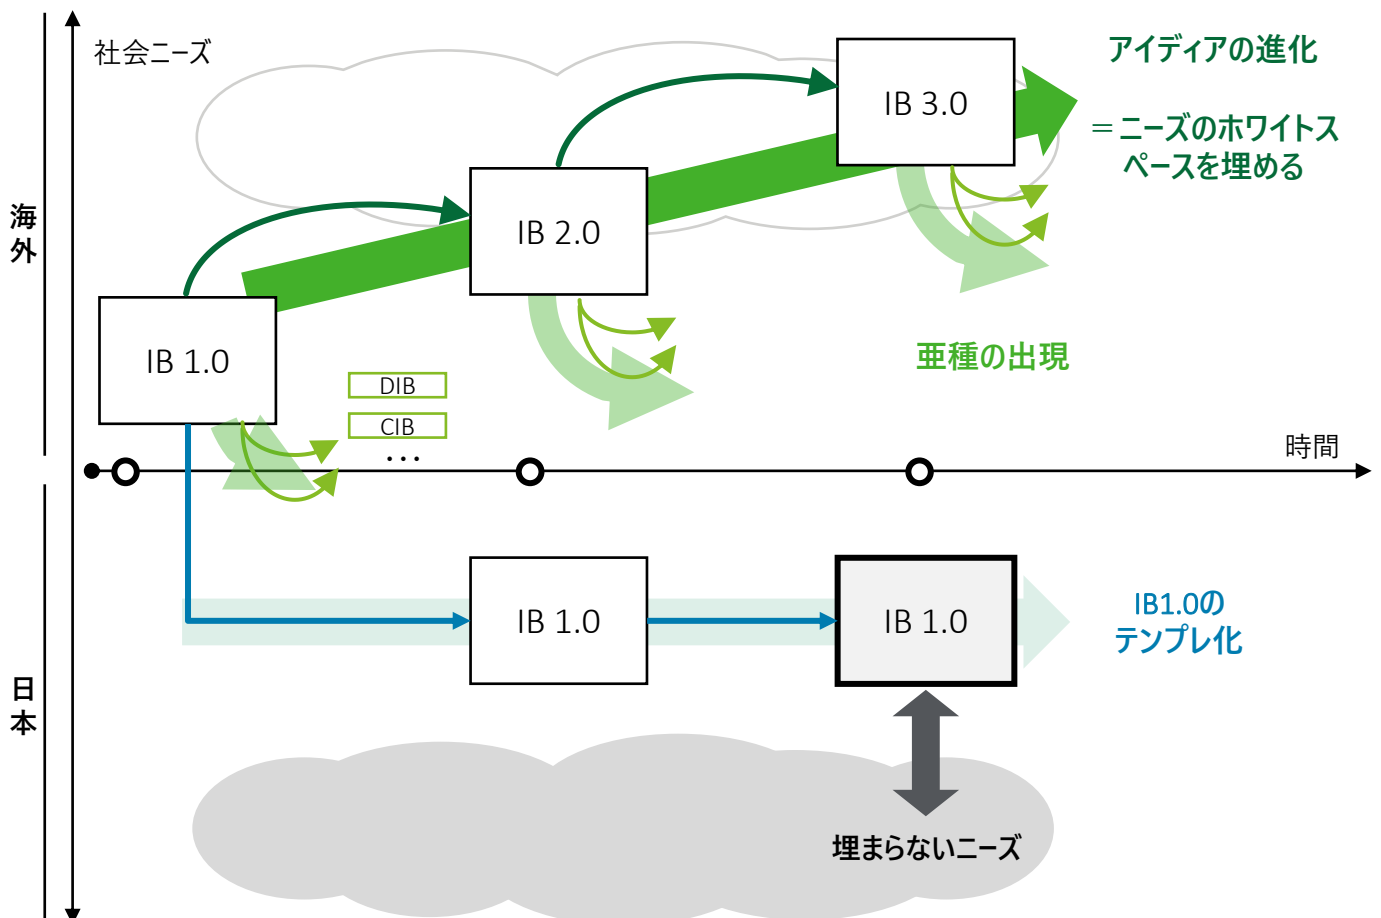 社会ニーズ
アイディアの進化
＝ニーズのホワイトス
ペースを埋める
海外
IB 3.0
IB 2.0
IB 1.0
亜種の出現
DIB
CIB
…
時間
日本
IB 1.0
IB 1.0
IB1.0の
テンプレ化
埋まらないニーズ